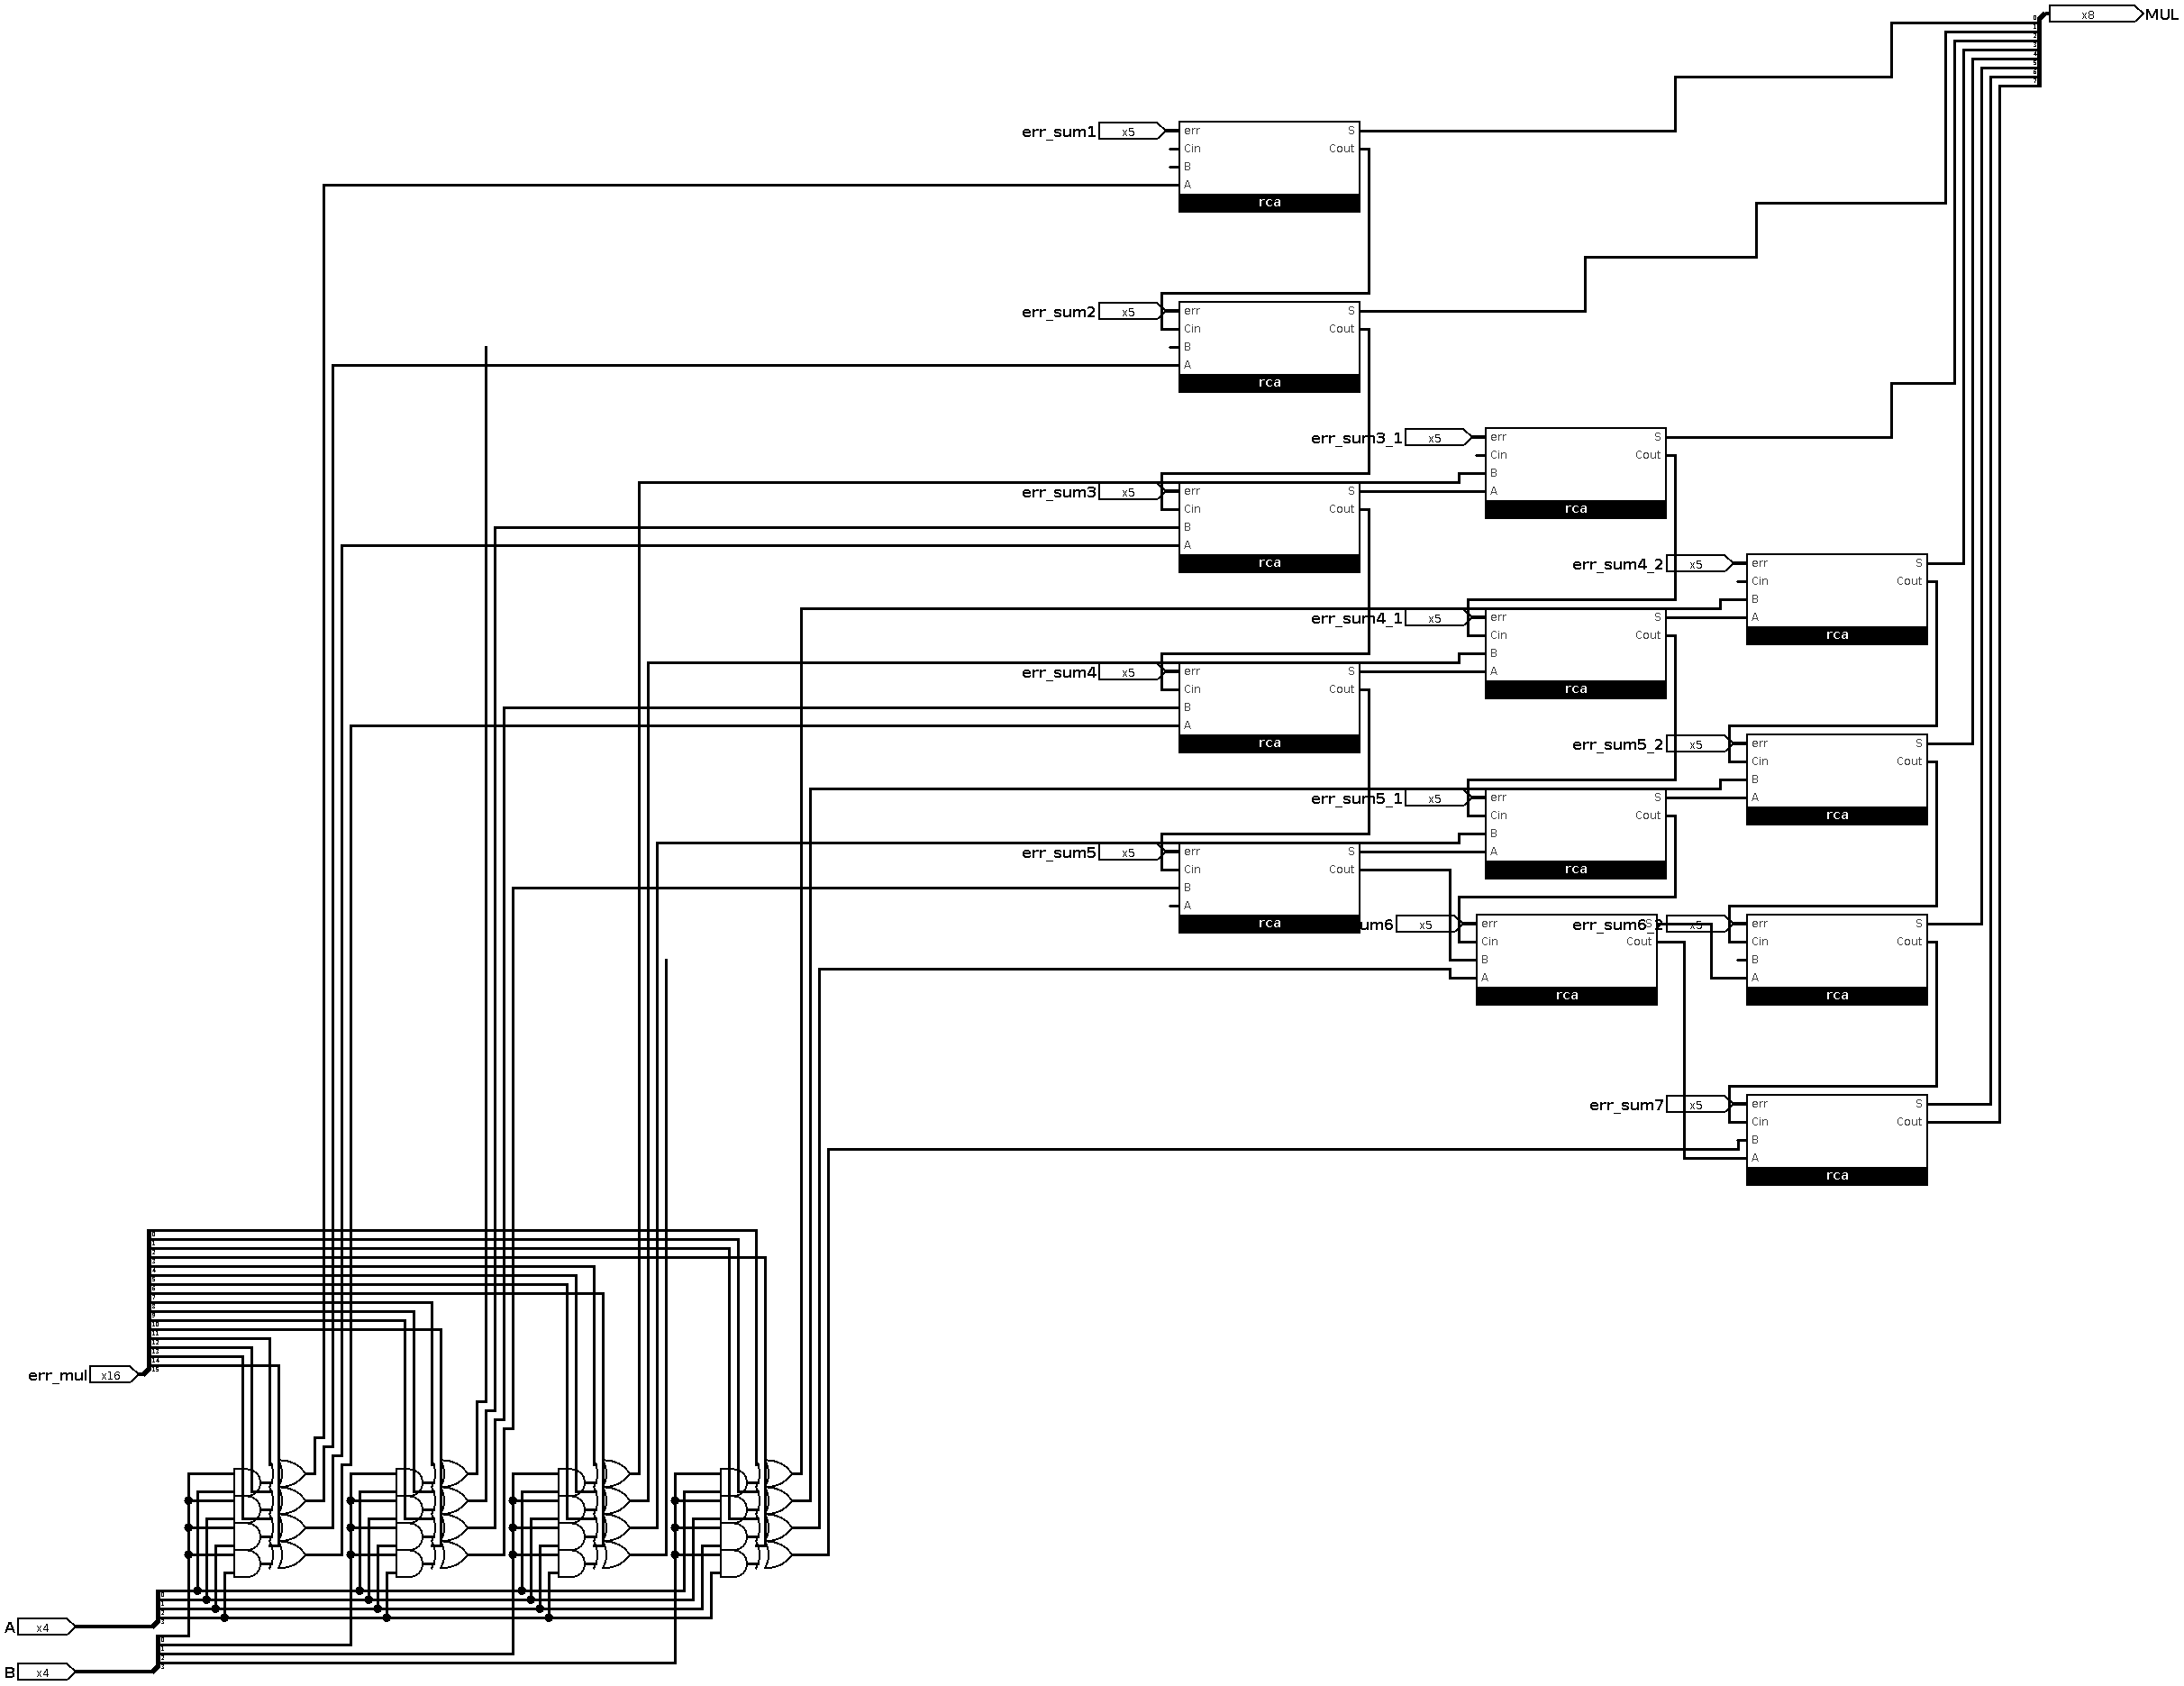 x8 MUL
err_sum1 x5 err S
Cin Cout
B
A
rca
err_sum2 x5 err S
Cin Cout
B
A
rca
err_sum3_1 x5 err S
Cin Cout
B
A
rca
err_sum3 x5 err S
Cin Cout
B
A
rca
err_sum4_2 x5 err S
Cin Cout
B
A
rca
err_sum4_1 x5 err S
Cin Cout
B
A
rca
err_sum4 x5 err S
Cin Cout
B
A
rca
err_sum5_2 x5 err S
Cin Cout
B
A
rca
err_sum5_1 x5 err S
Cin Cout
B
A
rca
err_sum5 x5 err S
Cin Cout
B
A
rca
um6 x5 err S
Cin Cout
B
A
rca
err_sum6_2 x5 err S
Cin Cout
B
A
rca
err_sum7 x5 err S
Cin Cout
B
A
rca
err_mul x16
A x4
B x4